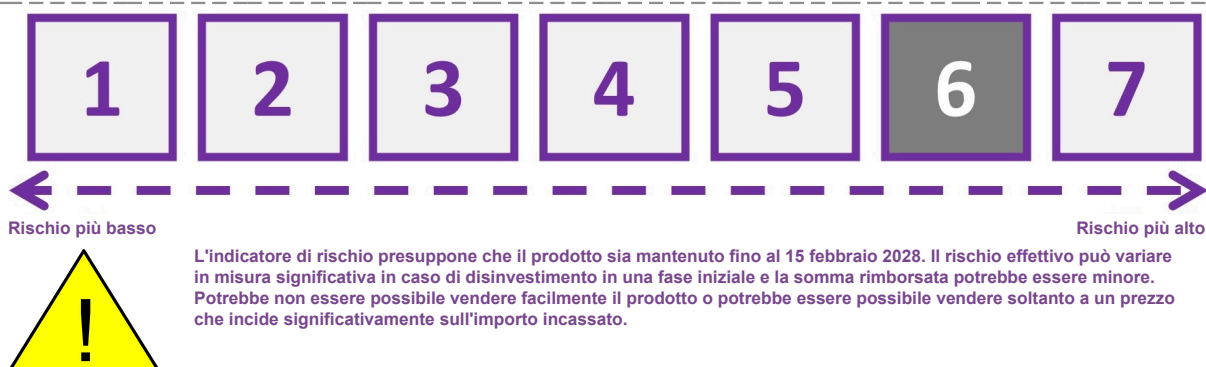 1 2 3 4 5 6 7
Rischio più basso Rischio più alto
L'indicatore di rischio presuppone che il prodotto sia mantenuto fino al 15 febbraio 2028. Il rischio effettivo può variare
in misura significativa in caso di disinvestimento in una fase iniziale e la somma rimborsata potrebbe essere minore.
Potrebbe non essere possibile vendere facilmente il prodotto o potrebbe essere possibile vendere soltanto a un prezzo
che incide significativamente sull'importo incassato.
!